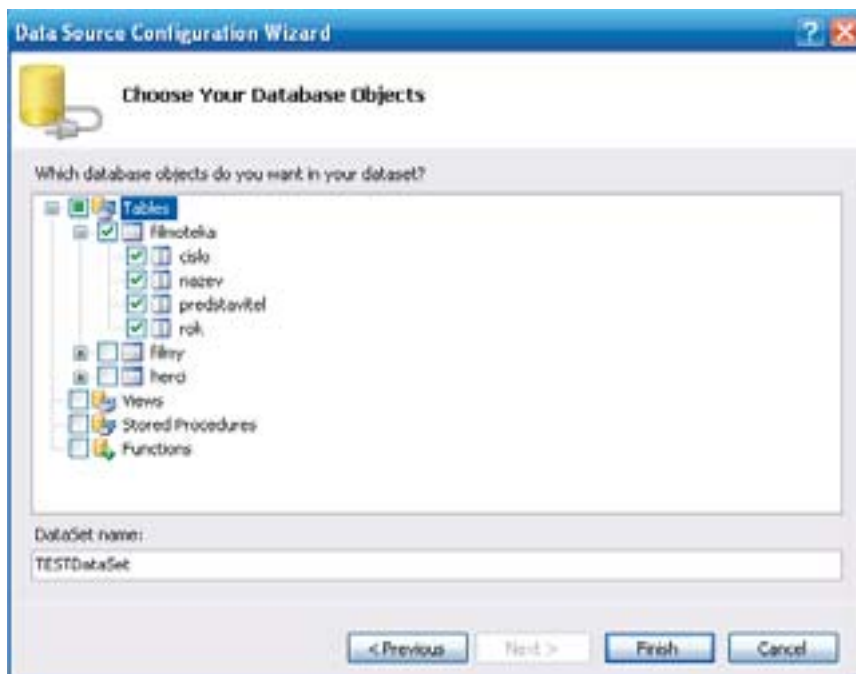 Data Source Configuration Wizard
Choose Your Database Objects
Which database objects do you want in your dataset?
Tables
filmoteka
cislo
nazev
predstavitel
rok
filmy
herci
Views
Stored Procedures
Functions
DataSet name:
TESTDataSet
< Previous
Next >
Finish
Cancel